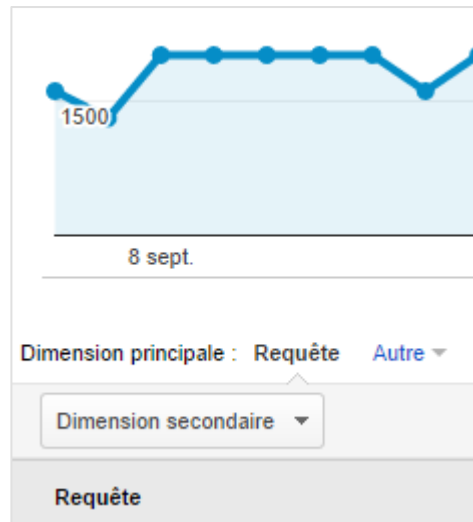 1500
8 sept.
Dimension principale : Requête Autre
Dimension secondaire
Requête